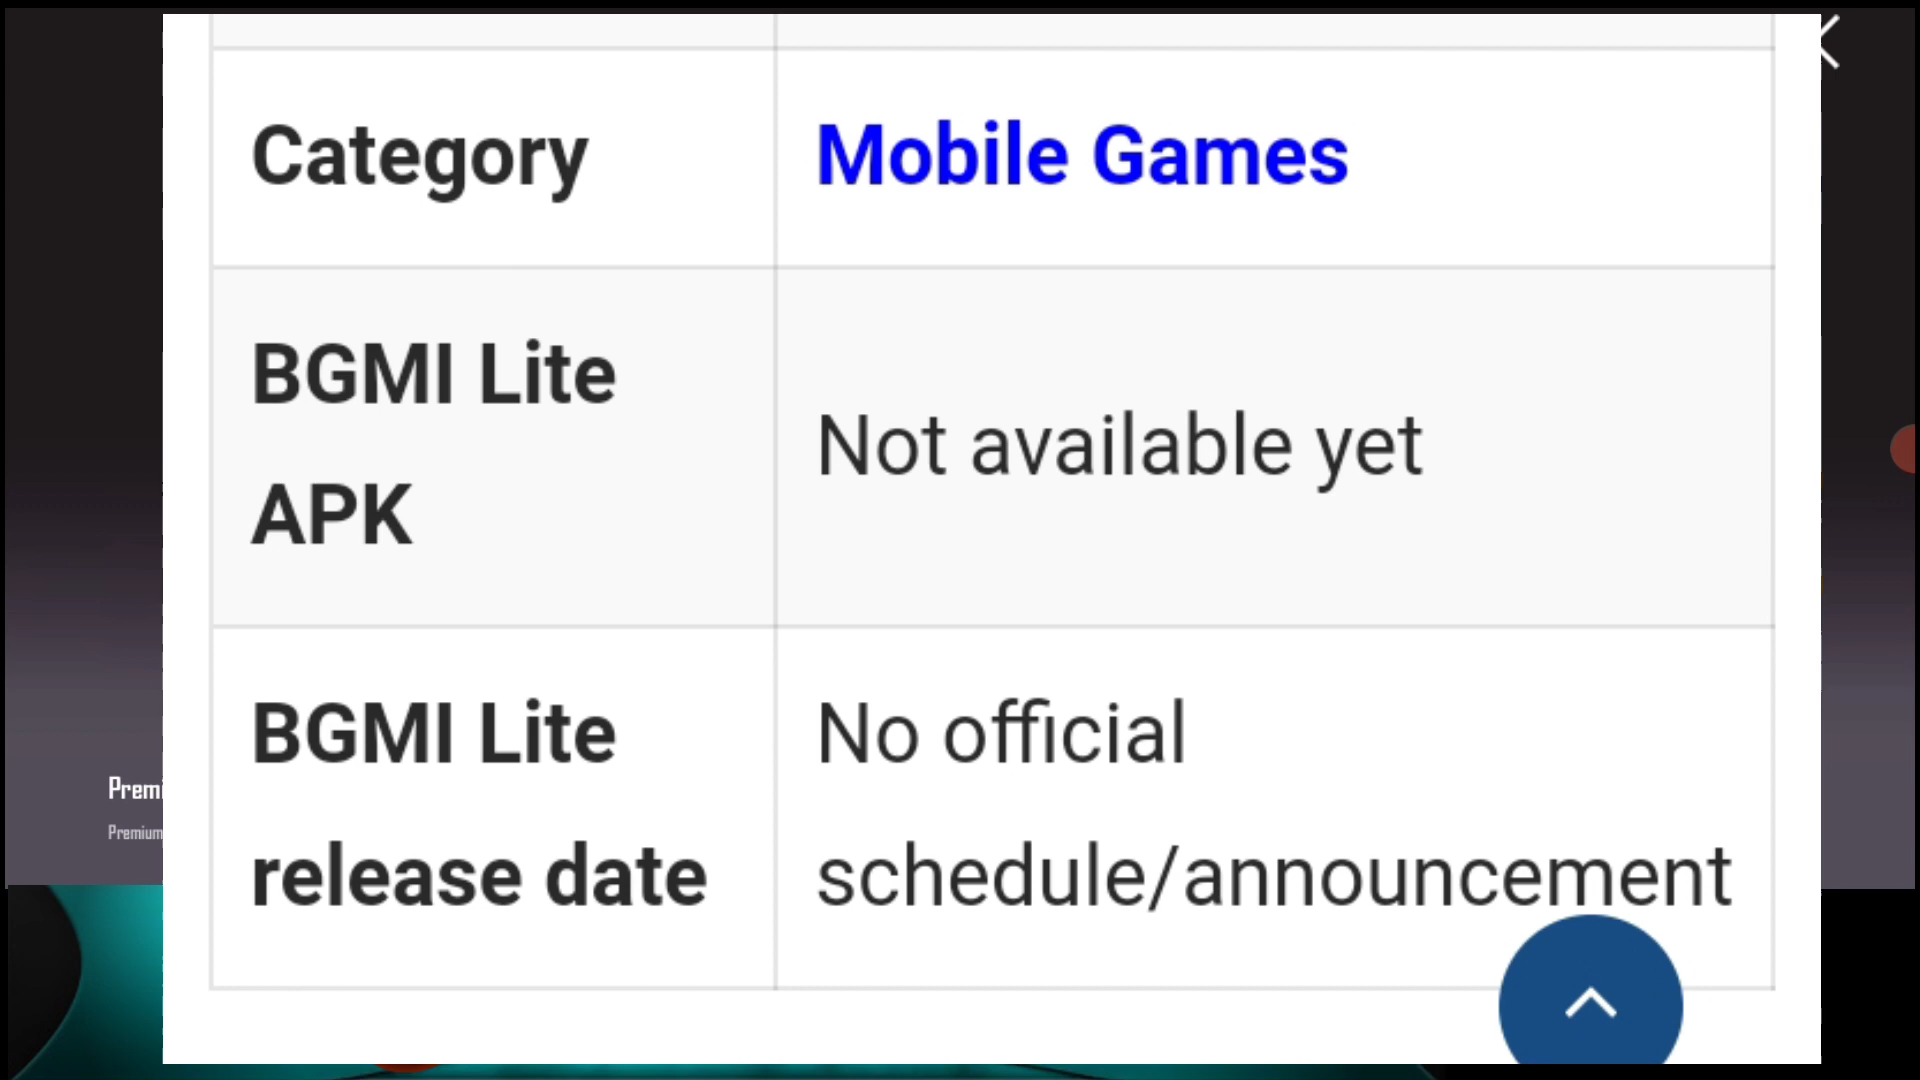 Category
Mobile Games
BGMI Lite
APK
Not available yet
BGMI Lite
release date
No official
schedule/announcement